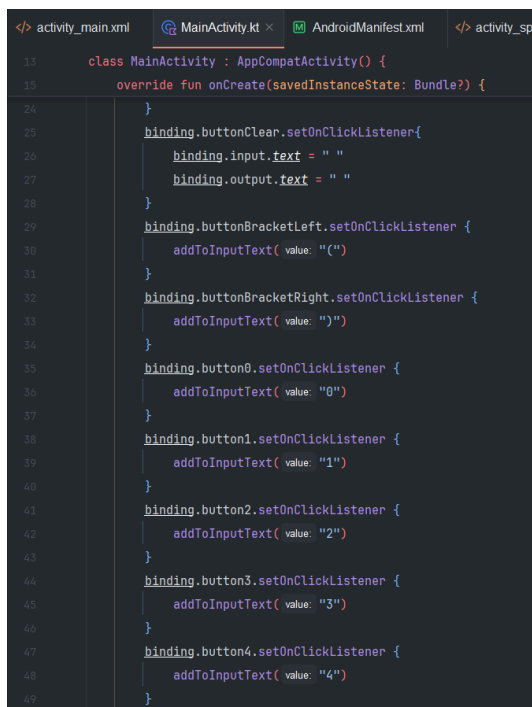 activity_main.xml MainActivity.kt AndroidManifest.xml activity_sp
13 class MainActivity : AppCompatActivity() {
15 override fun onCreate(savedInstanceState: Bundle?) {
24 }
25 binding.buttonClear.setOnClickListener{
26 binding.input.text = " "
27 binding.output.text = " "
28 }
29 binding.buttonBracketLeft.setOnClickListener {
30 addToInputText( value: "(")
31 }
32 binding.buttonBracketRight.setOnClickListener {
33 addToInputText( value: ")")
34 }
35 binding.button0.setOnClickListener {
36 addToInputText( value: "0")
37 }
38 binding.button1.setOnClickListener {
39 addToInputText( value: "1")
40 }
41 binding.button2.setOnClickListener {
42 addToInputText( value: "2")
43 }
44 binding.button3.setOnClickListener {
45 addToInputText( value: "3")
46 }
47 binding.button4.setOnClickListener {
48 addToInputText( value: "4")
49 }